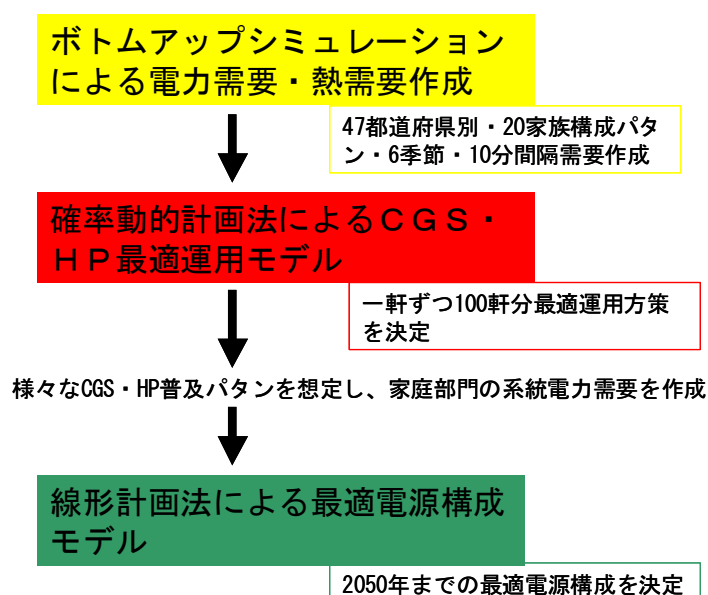 ボトムアップシミュレーション
による電力需要・熱需要作成
47都道府県別・20家族構成パタ
ン・6季節・10分間隔需要作成
確率動的計画法によるＣＧＳ・
ＨＰ最適運用モデル
一軒ずつ100軒分最適運用方策
を決定
様々なCGS・HP普及パタンを想定し、家庭部門の系統電力需要を作成
線形計画法による最適電源構成
モデル
2050年までの最適電源構成を決定